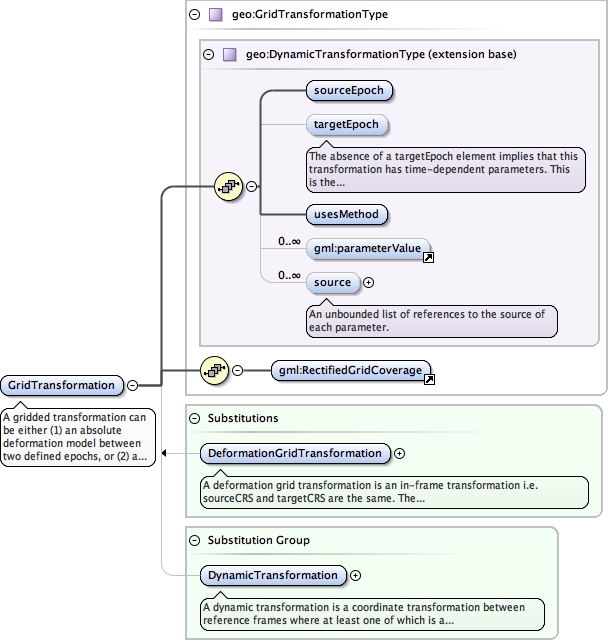 geo:GridTransformationType
geo:DynamicTransformationType (extension base)
sourceEpoch
targetEpoch
The absence of a targetEpoch element implies that this
transformation has time-dependent parameters. This
is the...
usesMethod
0..∞
gml:parameterValue
0..∞
source
An unbounded list of references to the source of
each parameter.
gml:RectifiedGridCoverage
GridTransformation
A gridded transformation can
be either (1) an absolute
deformation model between
two defined epochs, or (2) a...
Substitutions
DeformationGridTransformation
A deformation grid transformation is an in-frame transformation i.e.
sourceCRS and targetCRS are the same. The...
Substitution Group
DynamicTransformation
A dynamic transformation is a coordinate transformation between
reference frames where at least one of which is a...